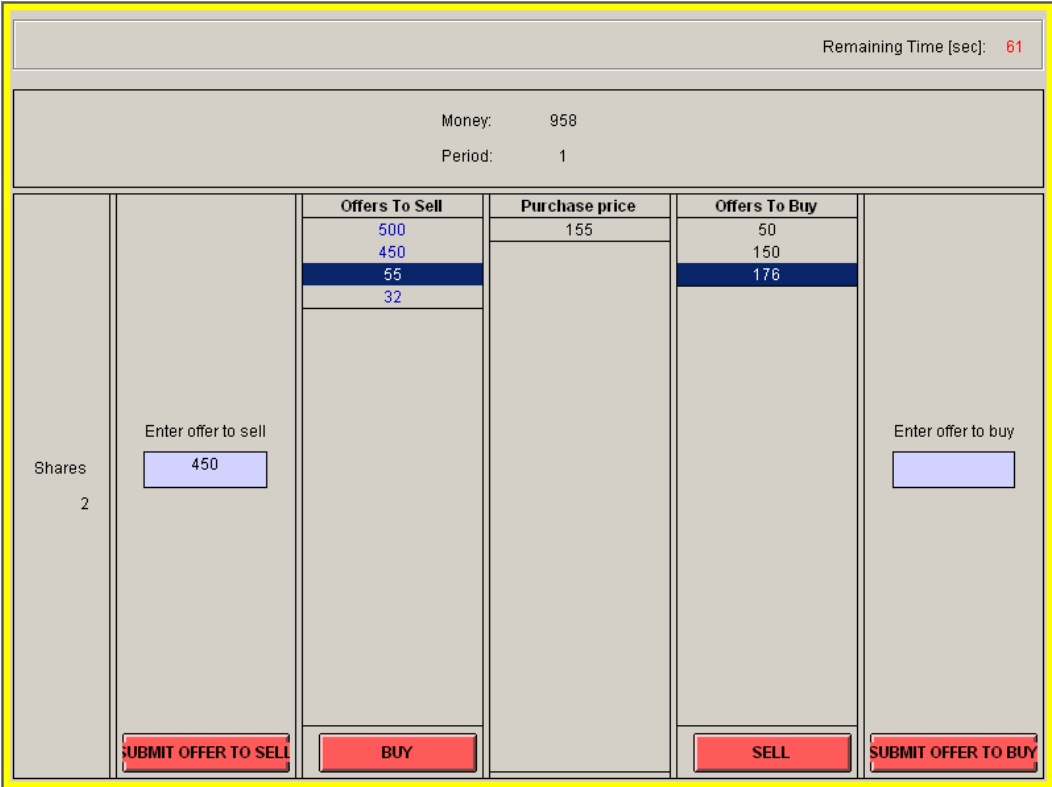 Remaining Time [sec]: 61
Money: 958
Period: 1
Offers To Sell
500
450
55
32
Purchase price
155
Offers To Buy
50
150
176
Shares
2
Enter offer to sell
450
Enter offer to buy
SUBMIT OFFER TO SELL
BUY
SELL
SUBMIT OFFER TO BUY